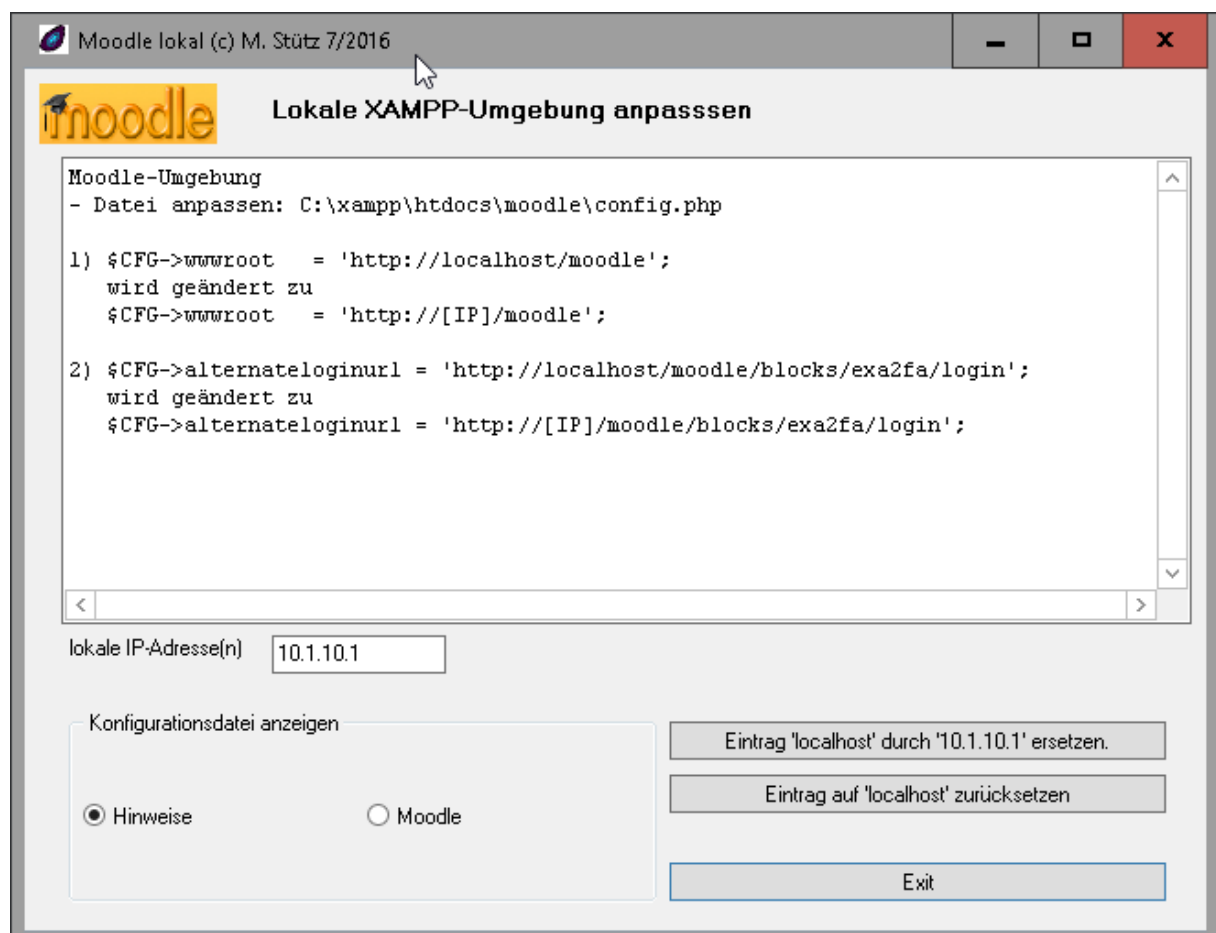 Moodle lokal (c) M. Stütz 7/2016
moodle
Lokale XAMPP-Umgebung anpasssen
Moodle-Umgebung
- Datei anpassen: C:\xampp\htdocs\moodle\config.php
1) $CFG->wwwroot   = 'http://localhost/moodle';
wird geändert zu
$CFG->wwwroot   = 'http://[IP]/moodle';
2) $CFG->alternateloginurl = 'http://localhost/moodle/blocks/exa2fa/login';
wird geändert zu
$CFG->alternateloginurl = 'http://[IP]/moodle/blocks/exa2fa/login';
lokale IP-Adresse(n)
10.1.10.1
Konfigurationsdatei anzeigen
Hinweise
Moodle
Eintrag 'localhost' durch '10.1.10.1' ersetzen.
Eintrag auf 'localhost' zurücksetzen
Exit